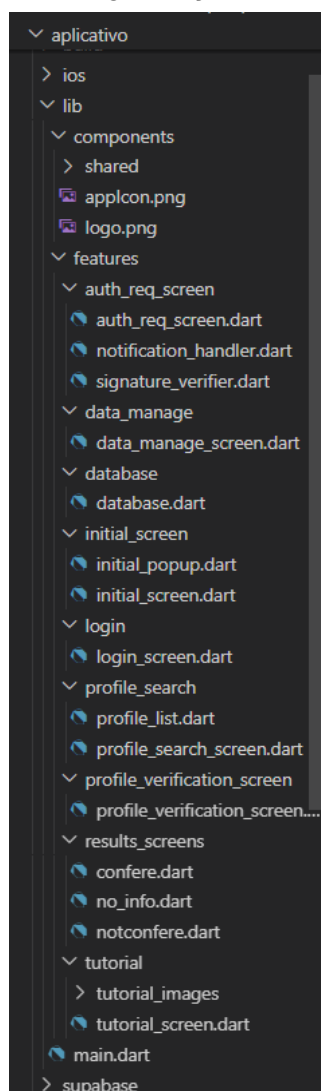 aplicativo
ios
lib
components
shared
appIcon.png
logo.png
features
auth_req_screen
auth_req_screen.dart
notification_handler.dart
signature_verifier.dart
data_manage
data_manage_screen.dart
database
database.dart
initial_screen
initial_popup.dart
initial_screen.dart
login
login_screen.dart
profile_search
profile_list.dart
profile_search_screen.dart
profile_verification_screen
profile_verification_screen....
results_screens
confere.dart
no_info.dart
notconfere.dart
tutorial
tutorial_images
tutorial_screen.dart
main.dart
supabase